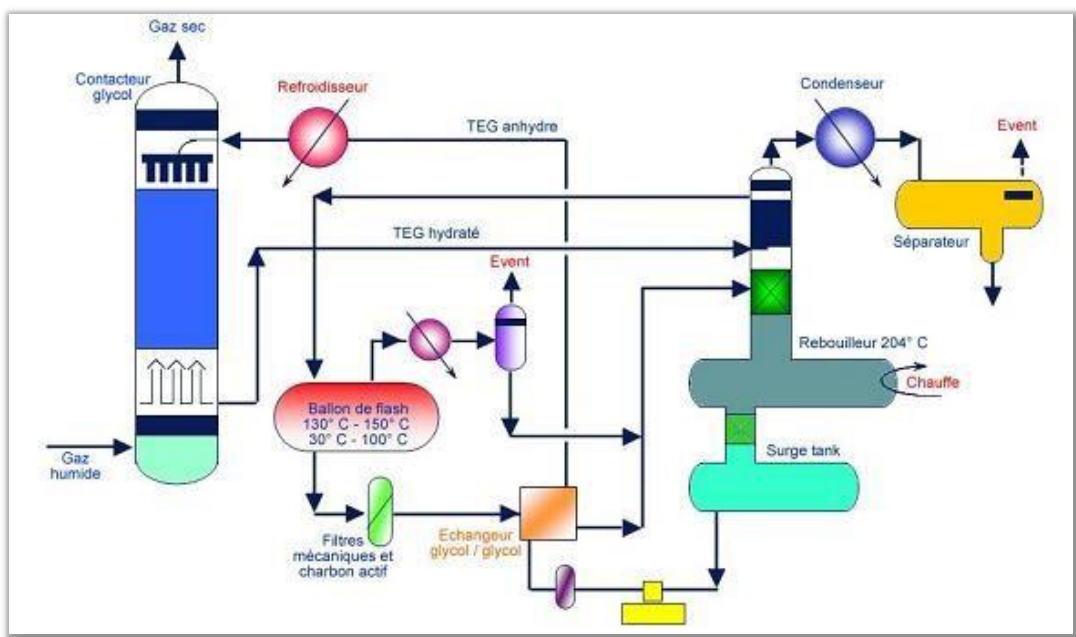 Gaz sec
Contacteur
glycol
Refroidisseur
TEG anhydre
Condenseur
Event
TEG hydraté
Séparateur
Event
Rebouilleur 204° C
Chauffe
Ballon de flash
130° C - 150° C
30° C - 100° C
Gaz
humide
Surge tank
Echangeur
glycol / glycol
Filtres
mécaniques et
charbon actif